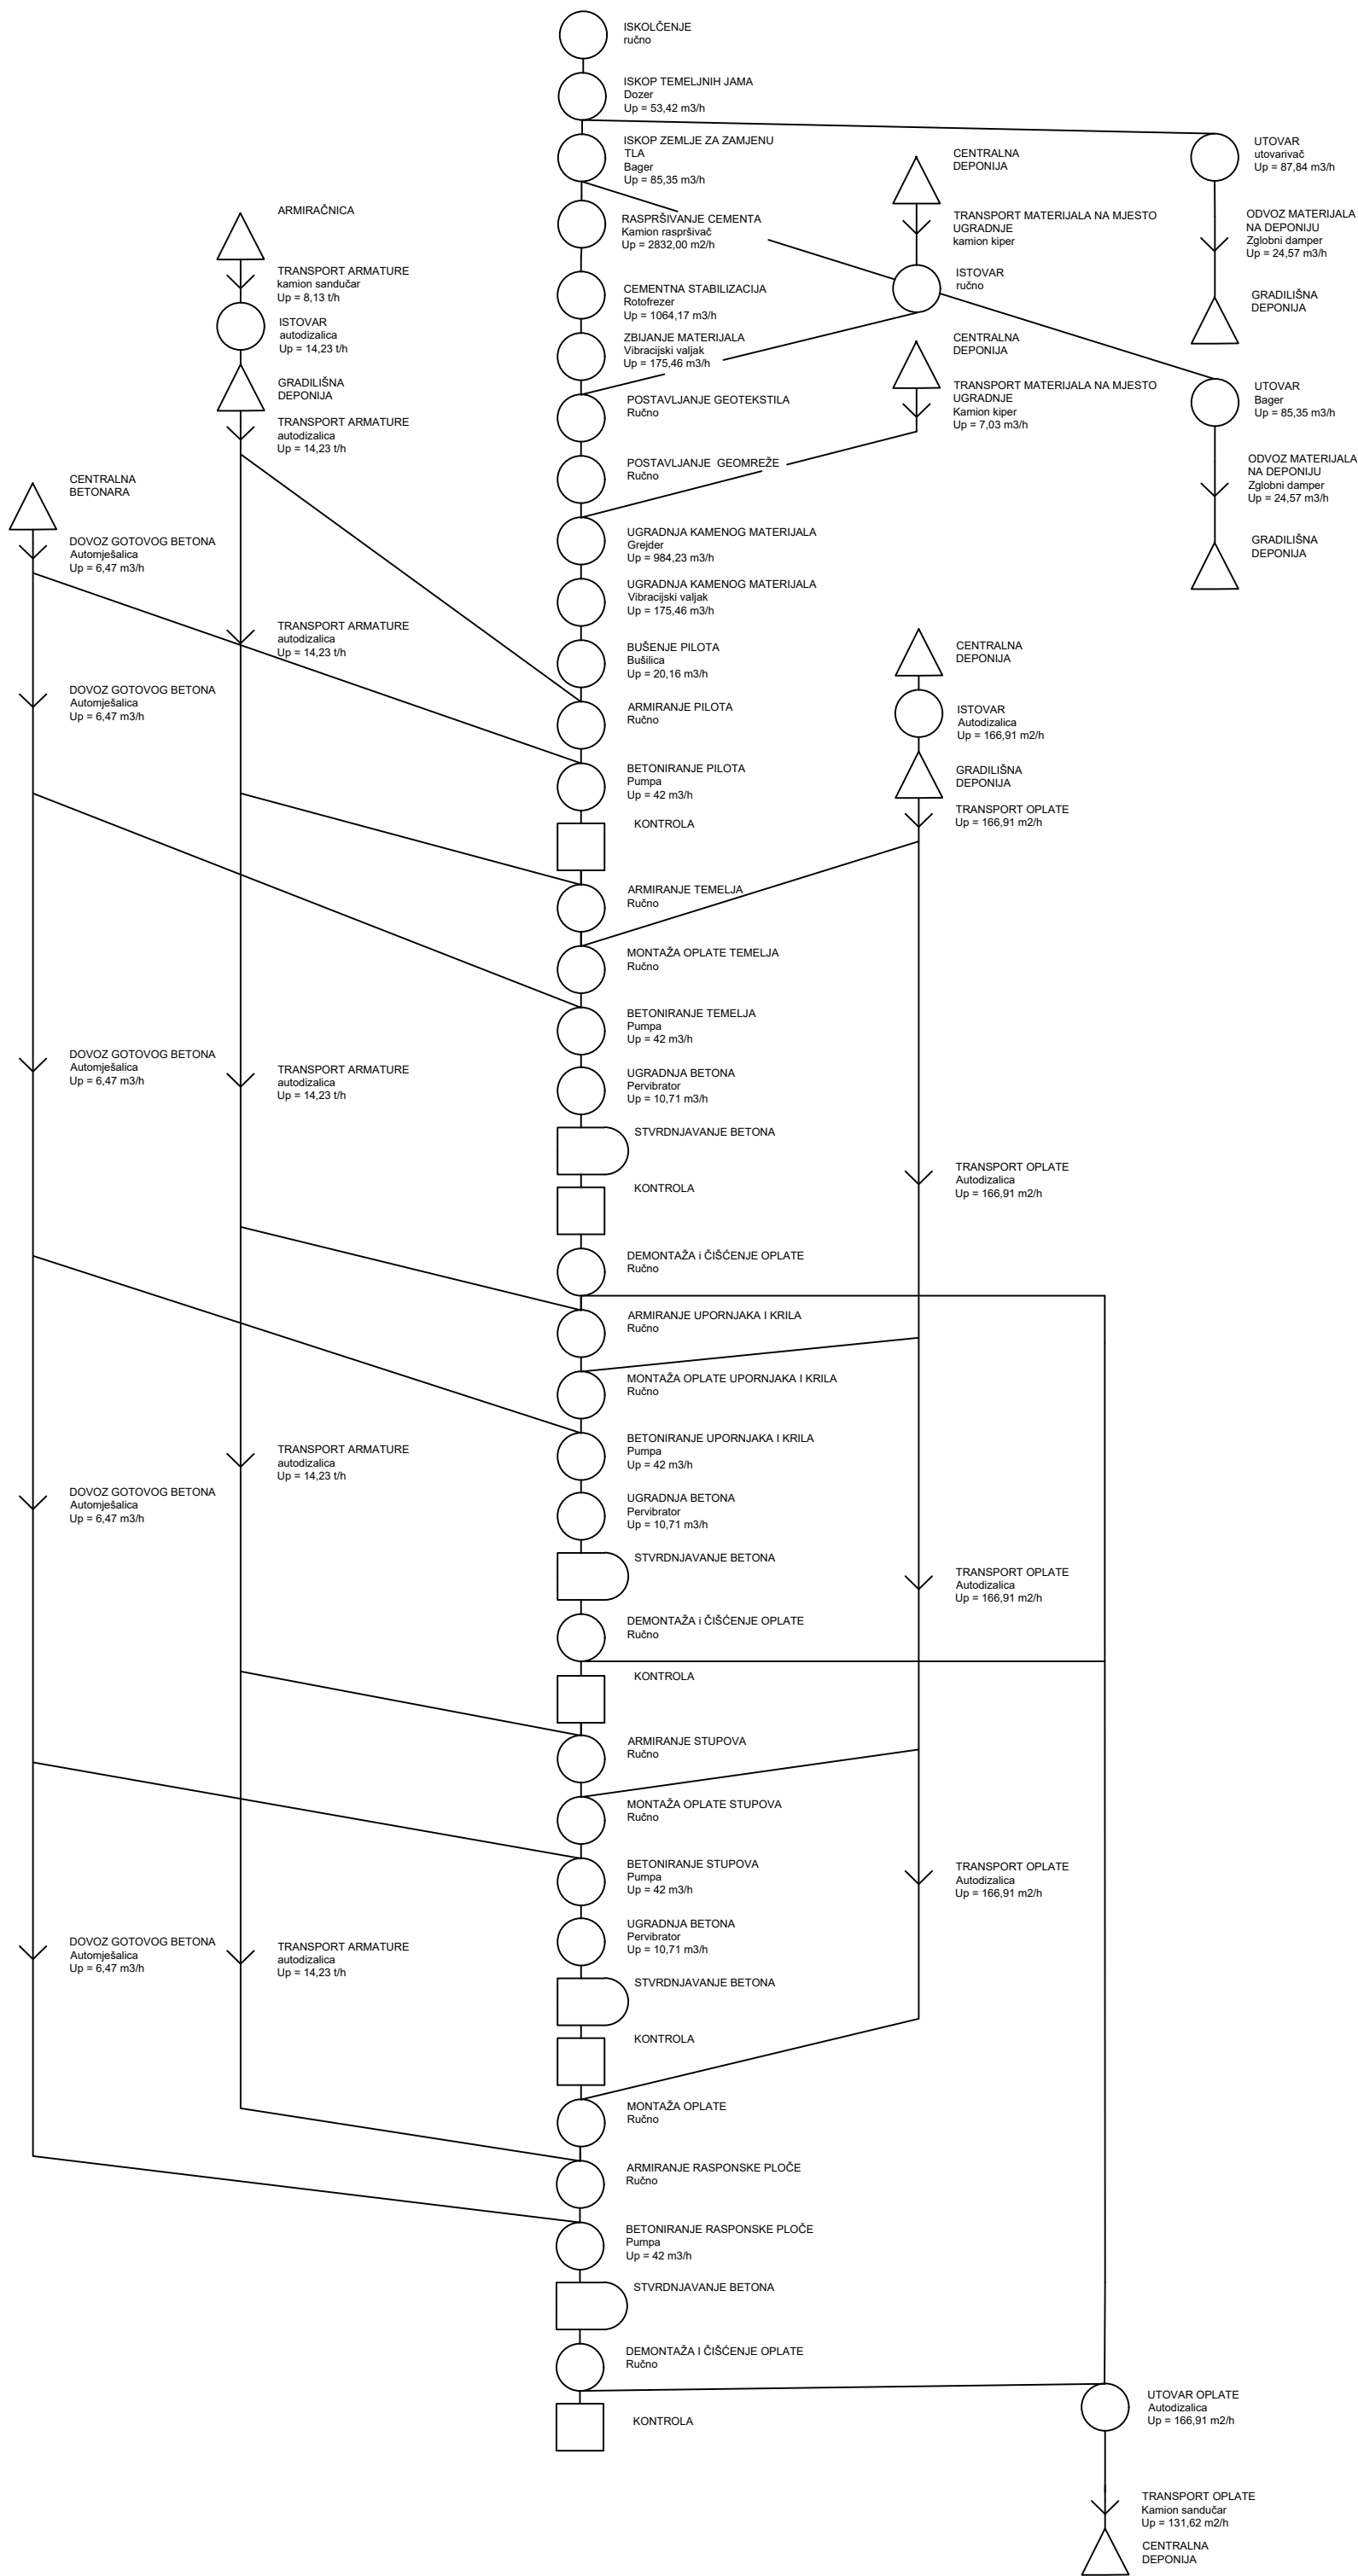 ISKOLČENJE
ručno
ISKOP TEMELJNIH JAMA
Dozer
Up = 53,42 m3/h
ISKOP ZEMLJE ZA ZAMJENU
TLA
Bager
Up = 85,35 m3/h
RASPRŠIVANJE CEMENTA
Kamion raspršivač
Up = 2832,00 m2/h
CEMENTNA STABILIZACIJA
Rotofrezer
Up = 1064,17 m3/h
ZBIJANJE MATERIJALA
Vibracijski valjak
Up = 175,46 m3/h
POSTAVLJANJE GEOTEKSTILA
Ručno
POSTAVLJANJE  GEOMREŽE
Ručno
UGRADNJA KAMENOG MATERIJALA
Grejder
Up = 984,23 m3/h
UGRADNJA KAMENOG MATERIJALA
Vibracijski valjak
Up = 175,46 m3/h
BUŠENJE PILOTA
Bušilica
Up = 20,16 m3/h
ARMIRANJE PILOTA
Ručno
BETONIRANJE PILOTA
Pumpa
Up = 42 m3/h
KONTROLA
ARMIRANJE TEMELJA
Ručno
MONTAŽA OPLATE TEMELJA
Ručno
BETONIRANJE TEMELJA
Pumpa
Up = 42 m3/h
UGRADNJA BETONA
Pervibrator
Up = 10,71 m3/h
STVRDNJAVANJE BETONA
KONTROLA
DEMONTAŽA i ČIŠĆENJE OPLATE
Ručno
ARMIRANJE UPORNJAKA I KRILA
Ručno
MONTAŽA OPLATE UPORNJAKA I KRILA
Ručno
BETONIRANJE UPORNJAKA I KRILA
Pumpa
Up = 42 m3/h
UGRADNJA BETONA
Pervibrator
Up = 10,71 m3/h
STVRDNJAVANJE BETONA
DEMONTAŽA i ČIŠĆENJE OPLATE
Ručno
KONTROLA
ARMIRANJE STUPOVA
Ručno
MONTAŽA OPLATE STUPOVA
Ručno
BETONIRANJE STUPOVA
Pumpa
Up = 42 m3/h
UGRADNJA BETONA
Pervibrator
Up = 10,71 m3/h
STVRDNJAVANJE BETONA
KONTROLA
MONTAŽA OPLATE
Ručno
ARMIRANJE RASPONSKE PLOČE
Ručno
BETONIRANJE RASPONSKE PLOČE
Pumpa
Up = 42 m3/h
STVRDNJAVANJE BETONA
DEMONTAŽA I ČIŠĆENJE OPLATE
Ručno
KONTROLA
CENTRALNA
BETONARA
DOVOZ GOTOVOG BETONA
Automješalica
Up = 6,47 m3/h
DOVOZ GOTOVOG BETONA
Automješalica
Up = 6,47 m3/h
DOVOZ GOTOVOG BETONA
Automješalica
Up = 6,47 m3/h
DOVOZ GOTOVOG BETONA
Automješalica
Up = 6,47 m3/h
DOVOZ GOTOVOG BETONA
Automješalica
Up = 6,47 m3/h
ARMIRAČNICA
TRANSPORT ARMATURE
kamion sandučar
Up = 8,13 t/h
ISTOVAR
autodizalica
Up = 14,23 t/h
GRADILIŠNA
DEPONIJA
TRANSPORT ARMATURE
autodizalica
Up = 14,23 t/h
TRANSPORT ARMATURE
autodizalica
Up = 14,23 t/h
TRANSPORT ARMATURE
autodizalica
Up = 14,23 t/h
TRANSPORT ARMATURE
autodizalica
Up = 14,23 t/h
TRANSPORT ARMATURE
autodizalica
Up = 14,23 t/h
CENTRALNA
DEPONIJA
TRANSPORT MATERIJALA NA MJESTO
UGRADNJE
kamion kiper
ISTOVAR
ručno
CENTRALNA
DEPONIJA
TRANSPORT MATERIJALA NA MJESTO
UGRADNJE
Kamion kiper
Up = 7,03 m3/h
CENTRALNA
DEPONIJA
ISTOVAR
Autodizalica
Up = 166,91 m2/h
GRADILIŠNA
DEPONIJA
TRANSPORT OPLATE
Up = 166,91 m2/h
TRANSPORT OPLATE
Autodizalica
Up = 166,91 m2/h
TRANSPORT OPLATE
Autodizalica
Up = 166,91 m2/h
TRANSPORT OPLATE
Autodizalica
Up = 166,91 m2/h
UTOVAR
utovarivač
Up = 87,84 m3/h
ODVOZ MATERIJALA
NA DEPONIJU
Zglobni damper
Up = 24,57 m3/h
GRADILIŠNA
DEPONIJA
UTOVAR
Bager
Up = 85,35 m3/h
ODVOZ MATERIJALA
NA DEPONIJU
Zglobni damper
Up = 24,57 m3/h
GRADILIŠNA
DEPONIJA
UTOVAR OPLATE
Autodizalica
Up = 166,91 m2/h
TRANSPORT OPLATE
Kamion sandučar
Up = 131,62 m2/h
CENTRALNA
DEPONIJA